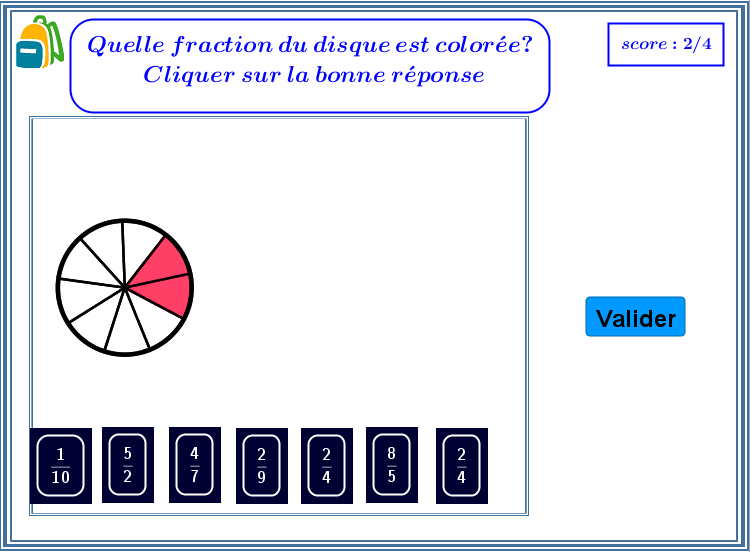 Quelle fraction du disque est colorée?
Cliquer sur la bonne réponse
score : 2/4
Valider
1/10 5/2 4/7 2/9 2/4 8/5 2/4